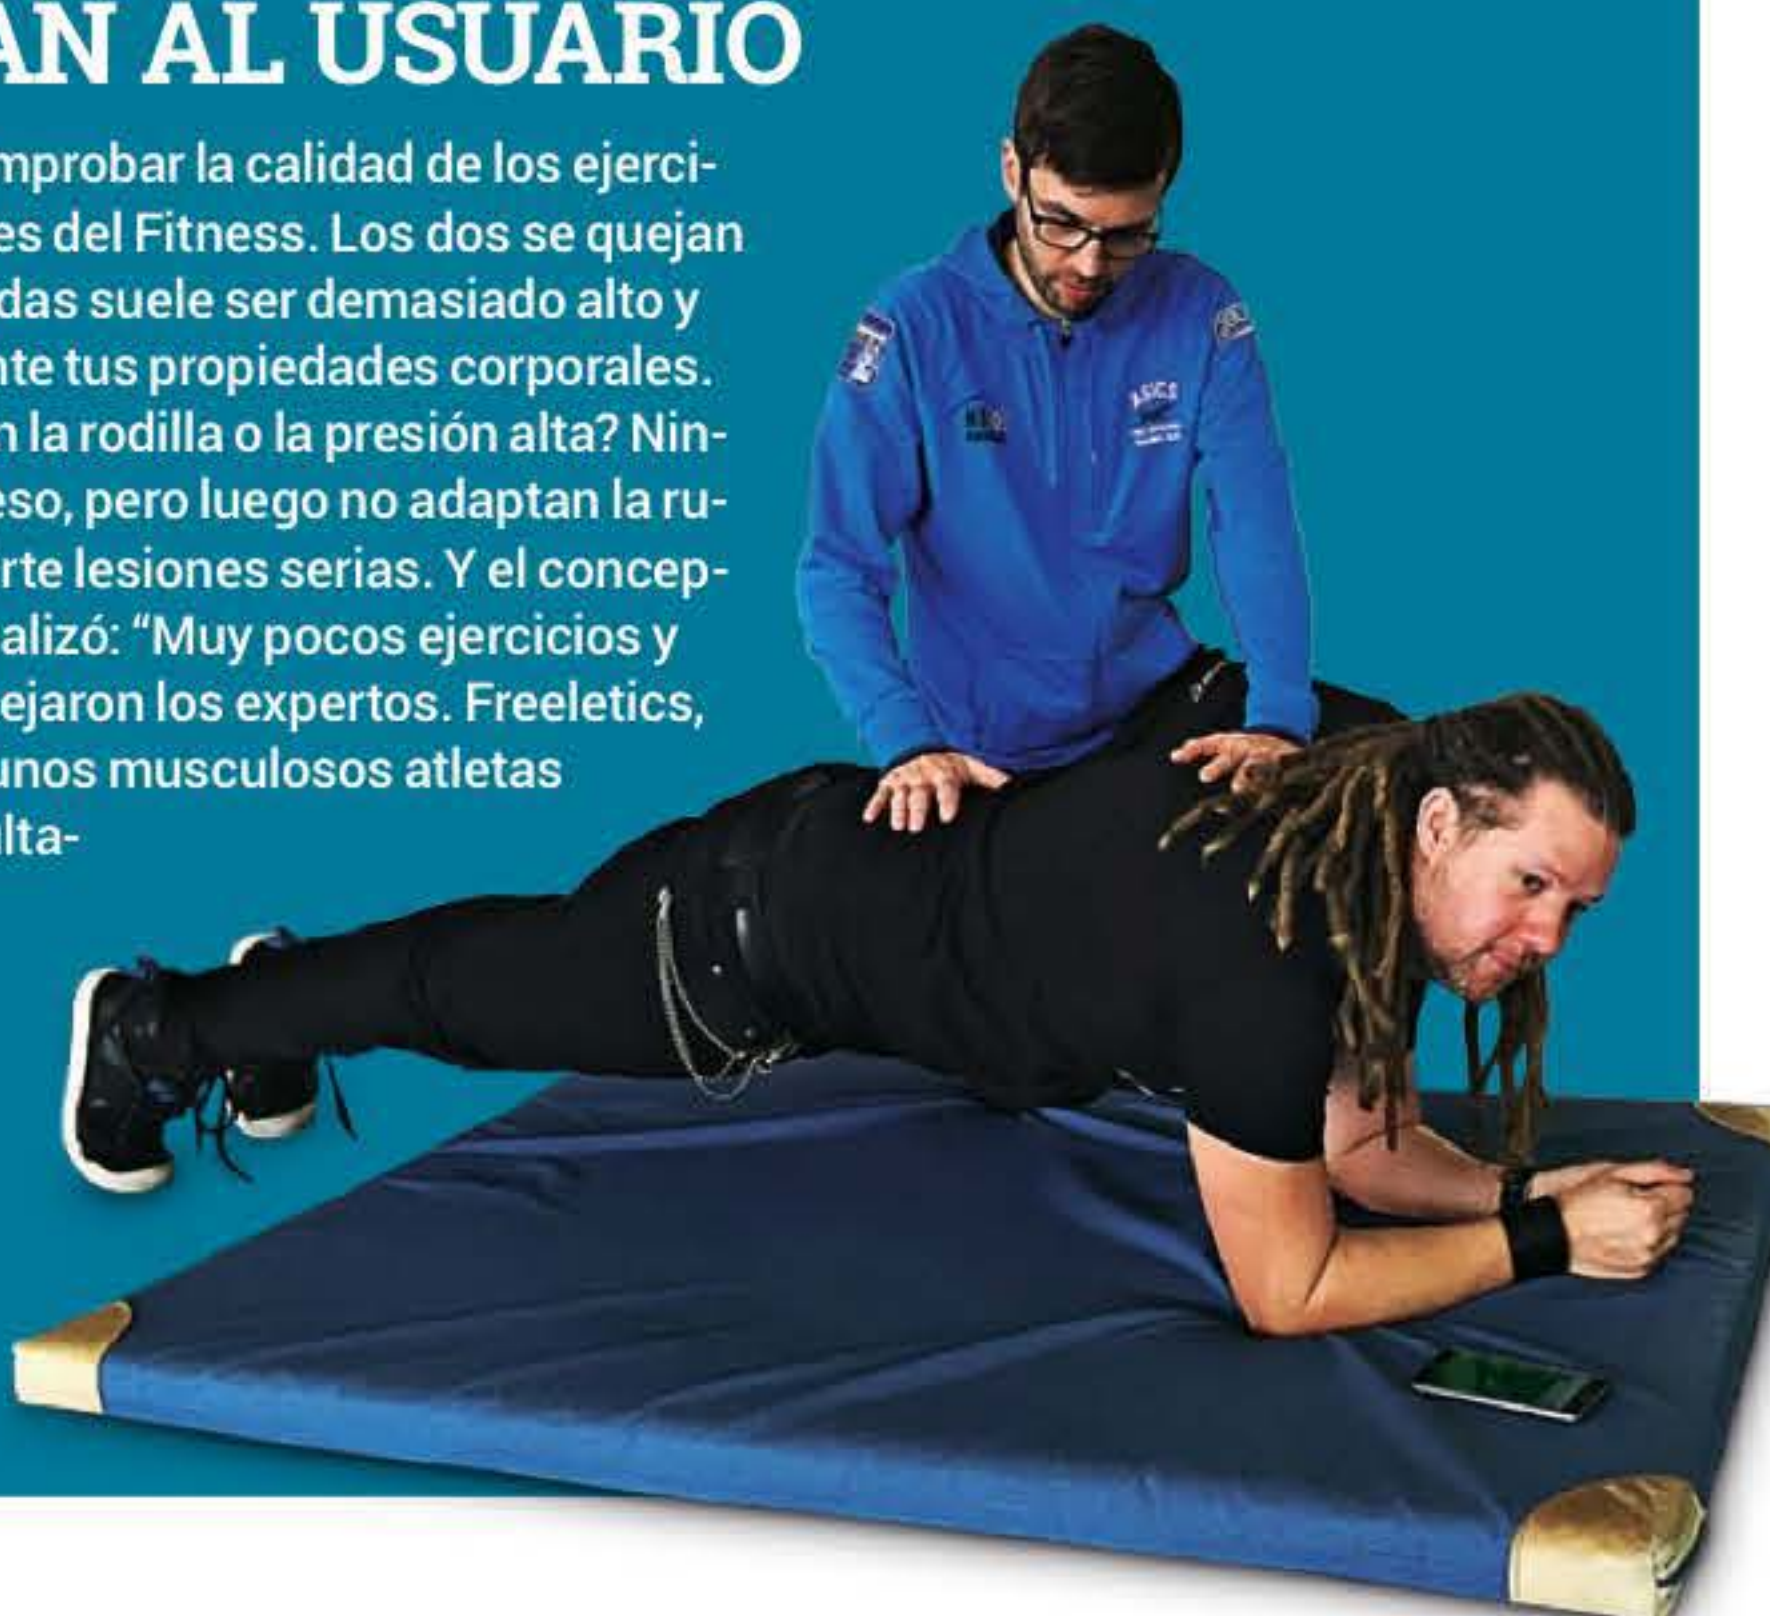 AN AL USUARIO
mprobar la calidad de los ejerci-
es del Fitness. Los dos se quejan
das suele ser demasiado alto y
nte tus propiedades corporales.
n la rodilla o la presión alta? Nin-
eso, pero luego no adaptan la ru-
rte lesiones serias. Y el concep-
alizó: “Muy pocos ejercicios y
ejaron los expertos. Freeletics,
unos musculosos atletas
ulta-
ASICS